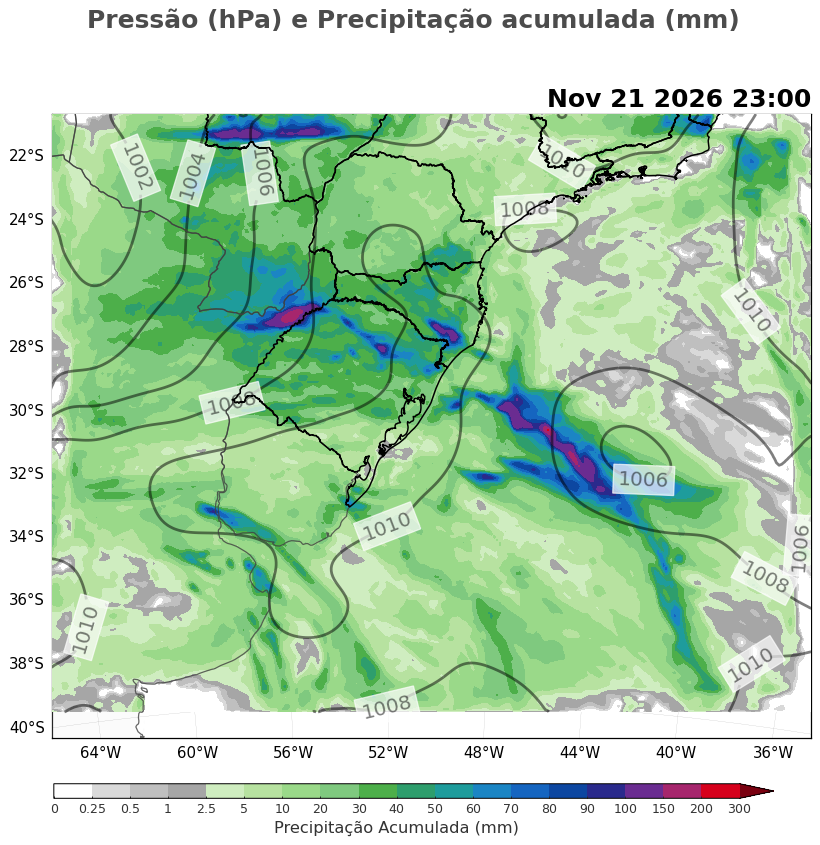 Pressão (hPa) e Precipitação acumulada (mm)
Nov 21 2026 23:00
1002
1004
1006
1010
1008
22°S
24°S
26°S
28°S
30°S
32°S
34°S
36°S
38°S
40°S
1010
1006
1006
1010
1006
1008
1010
1010
1008
64°W 60°W 56°W 52°W 48°W 44°W 40°W 36°W
0 0.25 0.5 1 2.5 5 10 20 30 40 50 60 70 80 90 100 150 200 300
Precipitação Acumulada (mm)